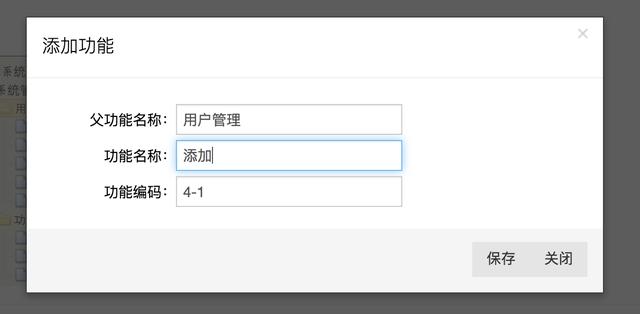 添加功能
×
系统
系统管
用
父功能名称： 用户管理
功能名称： 添加
功能编码： 4-1
功
保存 关闭